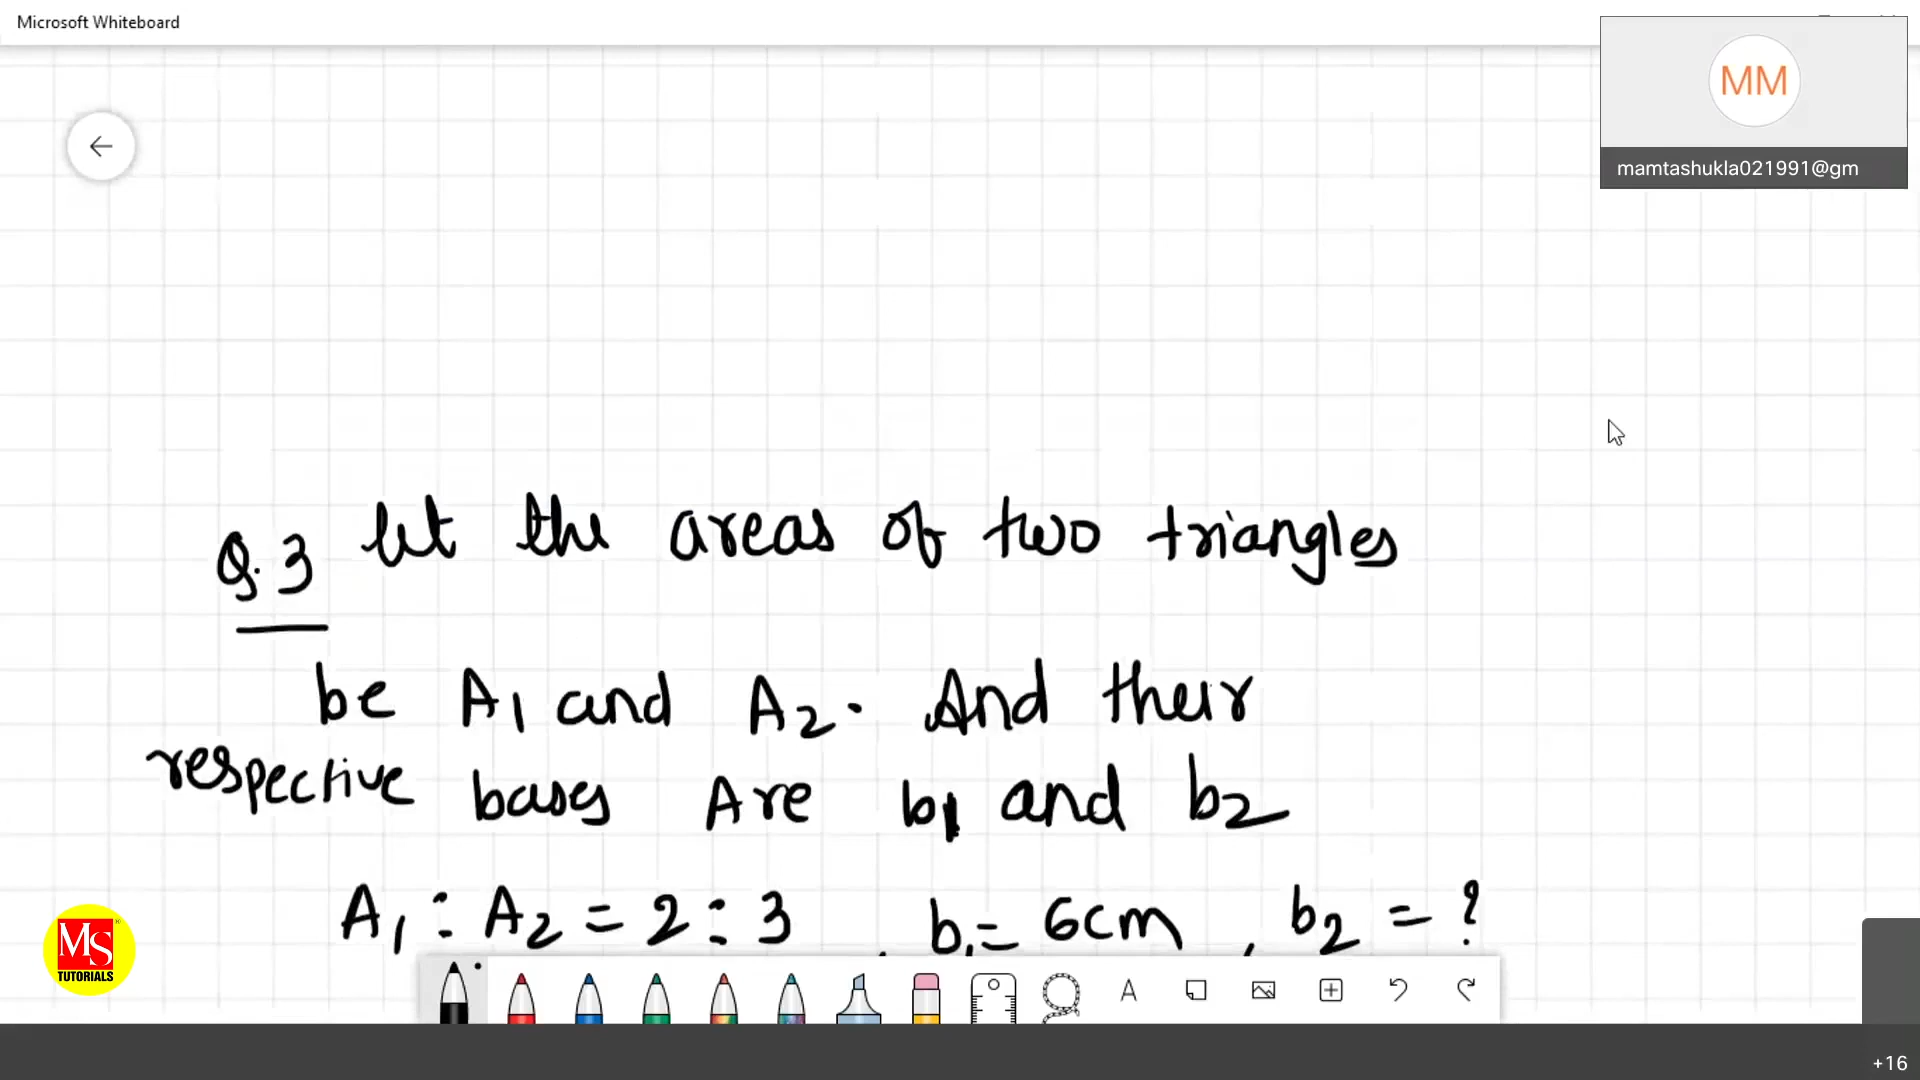 Microsoft Whiteboard
MM
mamtashukla021991@gm
Q.3 let the areas of two triangles
be A1 and A2. And their
respective bases Are b1 and b2
A1 : A2 = 2 : 3 , b1 = 6cm , b2 = ?
MS
TUTORIALS
A
+16